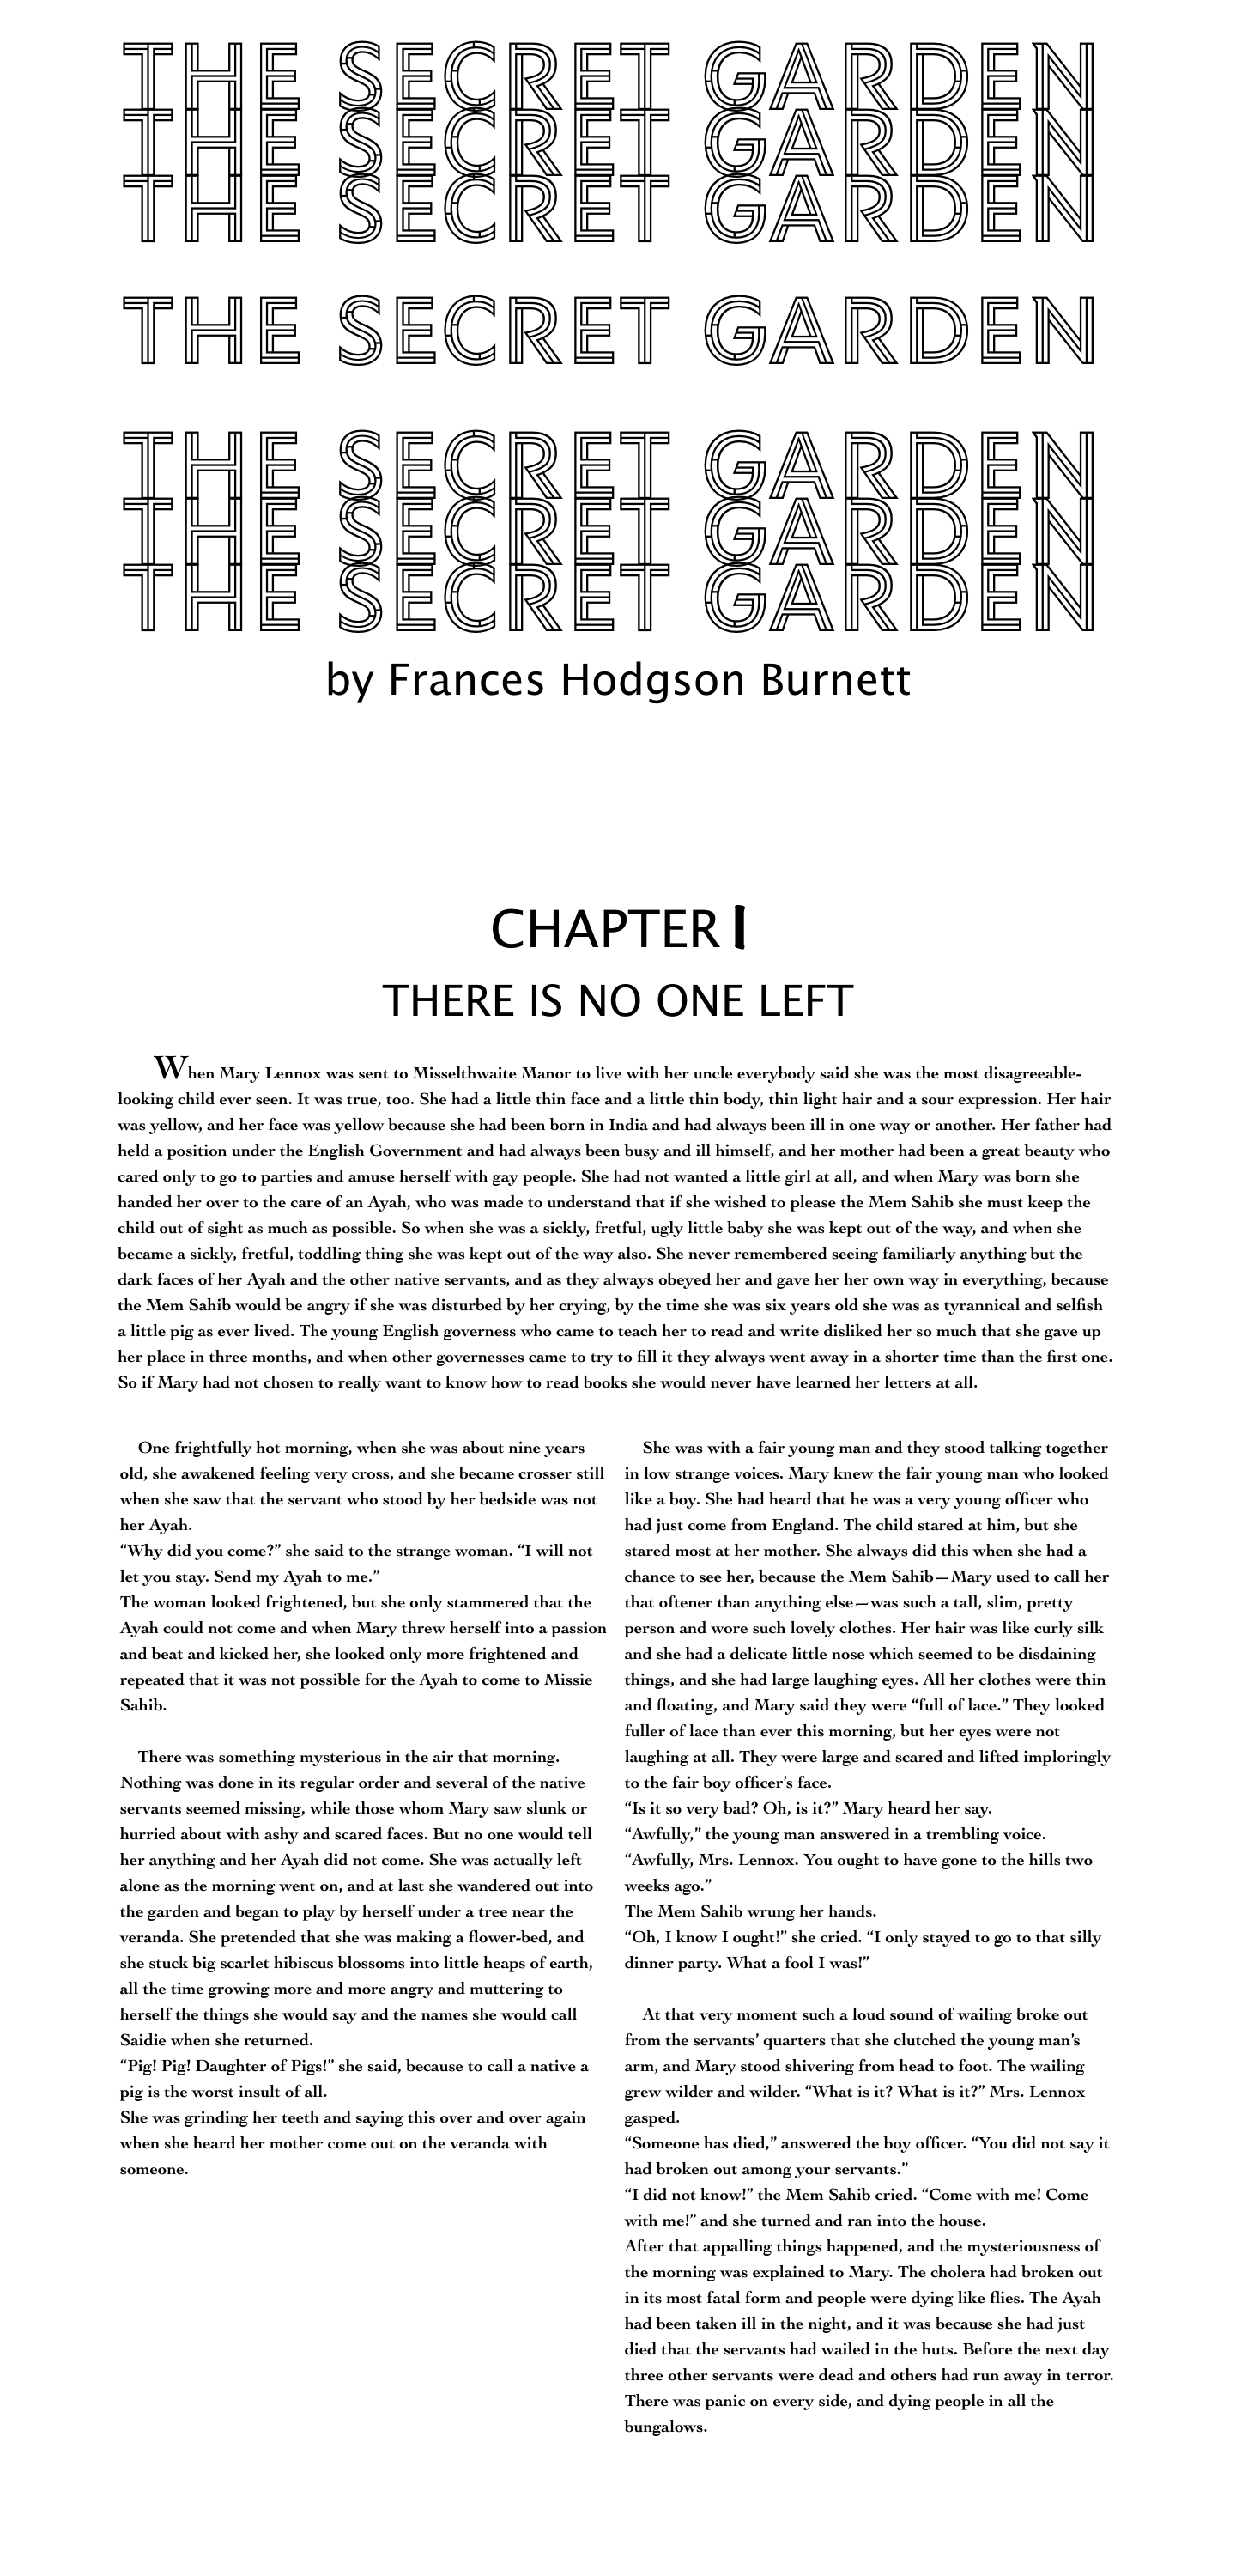 THE SECRET GARDEN
THE SECRET GARDEN
THE SECRET GARDEN
THE SECRET GARDEN
THE SECRET GARDEN
THE SECRET GARDEN
THE SECRET GARDEN
by Frances Hodgson Burnett
CHAPTER I
THERE IS NO ONE LEFT
When Mary Lennox was sent to Misselthwaite Manor to live with her uncle everybody said she was the most disagreeable-
looking child ever seen. It was true, too. She had a little thin face and a little thin body, thin light hair and a sour expression. Her hair
was yellow, and her face was yellow because she had been born in India and had always been ill in one way or another. Her father had
held a position under the English Government and had always been busy and ill himself, and her mother had been a great beauty who
cared only to go to parties and amuse herself with gay people. She had not wanted a little girl at all, and when Mary was born she
handed her over to the care of an Ayah, who was made to understand that if she wished to please the Mem Sahib she must keep the
child out of sight as much as possible. So when she was a sickly, fretful, ugly little baby she was kept out of the way, and when she
became a sickly, fretful, toddling thing she was kept out of the way also. She never remembered seeing familiarly anything but the
dark faces of her Ayah and the other native servants, and as they always obeyed her and gave her her own way in everything, because
the Mem Sahib would be angry if she was disturbed by her crying, by the time she was six years old she was as tyrannical and selfish
a little pig as ever lived. The young English governess who came to teach her to read and write disliked her so much that she gave up
her place in three months, and when other governesses came to try to fill it they always went away in a shorter time than the first one.
So if Mary had not chosen to really want to know how to read books she would never have learned her letters at all.
One frightfully hot morning, when she was about nine years
old, she awakened feeling very cross, and she became crosser still
when she saw that the servant who stood by her bedside was not
her Ayah.
“Why did you come?” she said to the strange woman. “I will not
let you stay. Send my Ayah to me.”
The woman looked frightened, but she only stammered that the
Ayah could not come and when Mary threw herself into a passion
and beat and kicked her, she looked only more frightened and
repeated that it was not possible for the Ayah to come to Missie
Sahib.
There was something mysterious in the air that morning.
Nothing was done in its regular order and several of the native
servants seemed missing, while those whom Mary saw slunk or
hurried about with ashy and scared faces. But no one would tell
her anything and her Ayah did not come. She was actually left
alone as the morning went on, and at last she wandered out into
the garden and began to play by herself under a tree near the
veranda. She pretended that she was making a flower-bed, and
she stuck big scarlet hibiscus blossoms into little heaps of earth,
all the time growing more and more angry and muttering to
herself the things she would say and the names she would call
Saidie when she returned.
“Pig! Pig! Daughter of Pigs!” she said, because to call a native a
pig is the worst insult of all.
She was grinding her teeth and saying this over and over again
when she heard her mother come out on the veranda with
someone.
She was with a fair young man and they stood talking together
in low strange voices. Mary knew the fair young man who looked
like a boy. She had heard that he was a very young officer who
had just come from England. The child stared at him, but she
stared most at her mother. She always did this when she had a
chance to see her, because the Mem Sahib—Mary used to call her
that oftener than anything else—was such a tall, slim, pretty
person and wore such lovely clothes. Her hair was like curly silk
and she had a delicate little nose which seemed to be disdaining
things, and she had large laughing eyes. All her clothes were thin
and floating, and Mary said they were “full of lace.” They looked
fuller of lace than ever this morning, but her eyes were not
laughing at all. They were large and scared and lifted imploringly
to the fair boy officer’s face.
“Is it so very bad? Oh, is it?” Mary heard her say.
“Awfully,” the young man answered in a trembling voice.
“Awfully, Mrs. Lennox. You ought to have gone to the hills two
weeks ago.”
The Mem Sahib wrung her hands.
“Oh, I know I ought!” she cried. “I only stayed to go to that silly
dinner party. What a fool I was!”
At that very moment such a loud sound of wailing broke out
from the servants’ quarters that she clutched the young man’s
arm, and Mary stood shivering from head to foot. The wailing
grew wilder and wilder. “What is it? What is it?” Mrs. Lennox
gasped.
“Someone has died,” answered the boy officer. “You did not say it
had broken out among your servants.”
“I did not know!” the Mem Sahib cried. “Come with me! Come
with me!” and she turned and ran into the house.
After that appalling things happened, and the mysteriousness of
the morning was explained to Mary. The cholera had broken out
in its most fatal form and people were dying like flies. The Ayah
had been taken ill in the night, and it was because she had just
died that the servants had wailed in the huts. Before the next day
three other servants were dead and others had run away in terror.
There was panic on every side, and dying people in all the
bungalows.